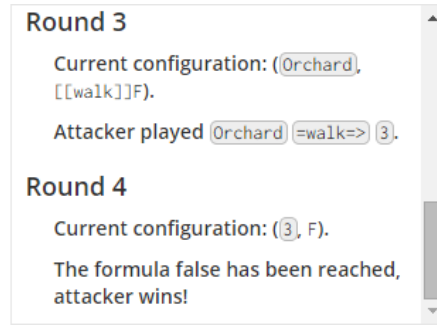 Round 3
Current configuration: (Orchard,
[[walk]]F).
Attacker played Orchard =walk=> 3.
Round 4
Current configuration: (3, F).
The formula false has been reached,
attacker wins!